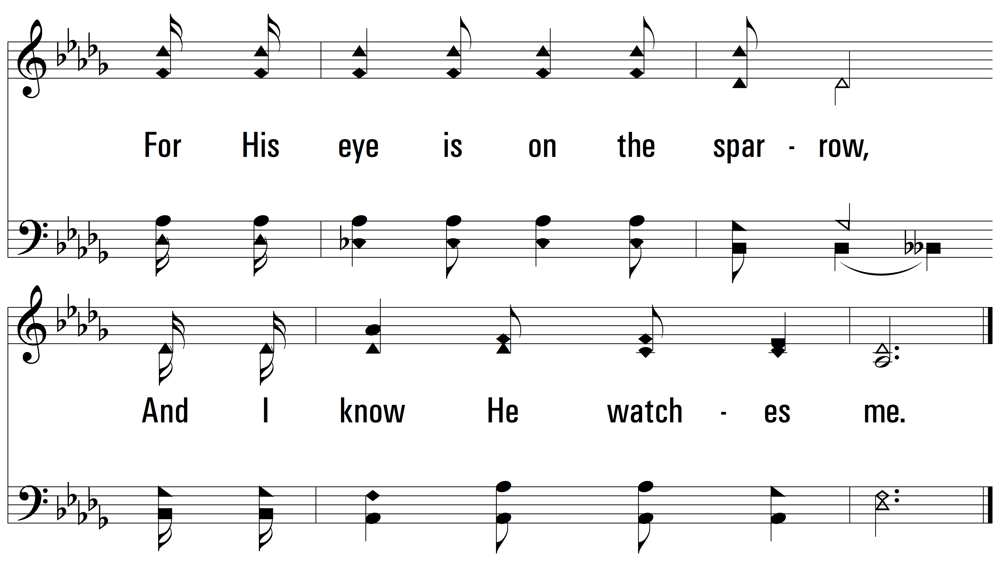 For His eye is on the spar - row,
And I know He watch - es me.